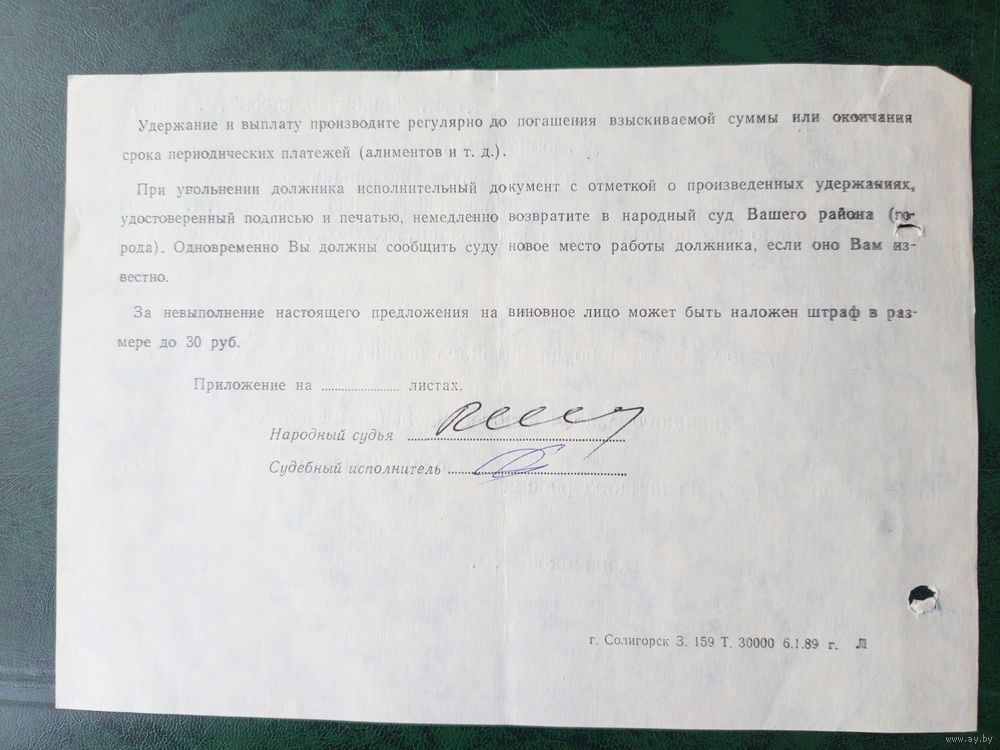 Удержание и выплату производите регулярно до погашения взыскиваемой суммы или окончания
срока периодических платежей (алиментов и т. д.).
При увольнении должника исполнительный документ с отметкой о произведенных удержаниях,
удостоверенный подписью и печатью, немедленно возвратите в народный суд Вашего района (го-
рода). Одновременно Вы должны сообщить суду новое место работы должника, если оно Вам из-
вестно.
За невыполнение настоящего предложения на виновное лицо может быть наложен штраф в раз-
мере до 30 руб.
Приложение на ........................ листах.
Народный судья
Судебный исполнитель
г. Солигорск З. 159 Т. 30000 6.1.89 г. Л
www.ay.by